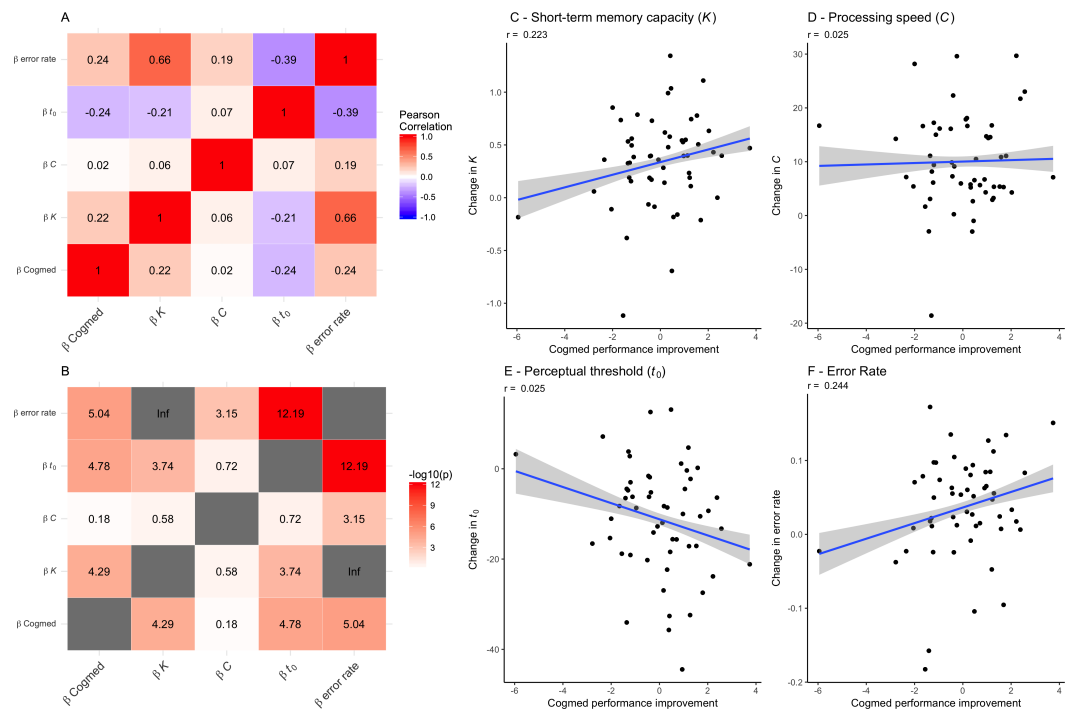 A
β error rate 0.24 0.66 0.19 -0.39 1
β t0 -0.24 -0.21 0.07 1 -0.39
β C 0.02 0.06 1 0.07 0.19
β K 0.22 1 0.06 -0.21 0.66
β Cogmed 1 0.22 0.02 -0.24 0.24
β Cogmed β K β C β t0 β error rate
Pearson
Correlation
1.0
0.5
0.0
-0.5
-1.0
B
β error rate 5.04 Inf 3.15 12.19
β t0 4.78 3.74 0.72 12.19
β C 0.18 0.58 0.72 3.15
β K 4.29 0.58 3.74 Inf
β Cogmed 4.29 0.18 4.78 5.04
β Cogmed β K β C β t0 β error rate
-log10(p)
12
9
6
3
C - Short-term memory capacity (K)
r = 0.223
Change in K
1.0
0.5
0.0
0.5
-1.0
-6 -4 -2 0 2 4
Cogmed performance improvement
D - Processing speed (C)
r = 0.025
Change in C
30
20
10
0
10
-20
-6 -4 -2 0 2 4
Cogmed performance improvement
E - Perceptual threshold (t0)
r = 0.025
Change in t0
0
-20
-40
-6 -4 -2 0 2 4
Cogmed performance improvement
F - Error Rate
r = 0.244
Change in error rate
0.1
0.0
-0.1
-0.2
-6 -4 -2 0 2 4
Cogmed performance improvement